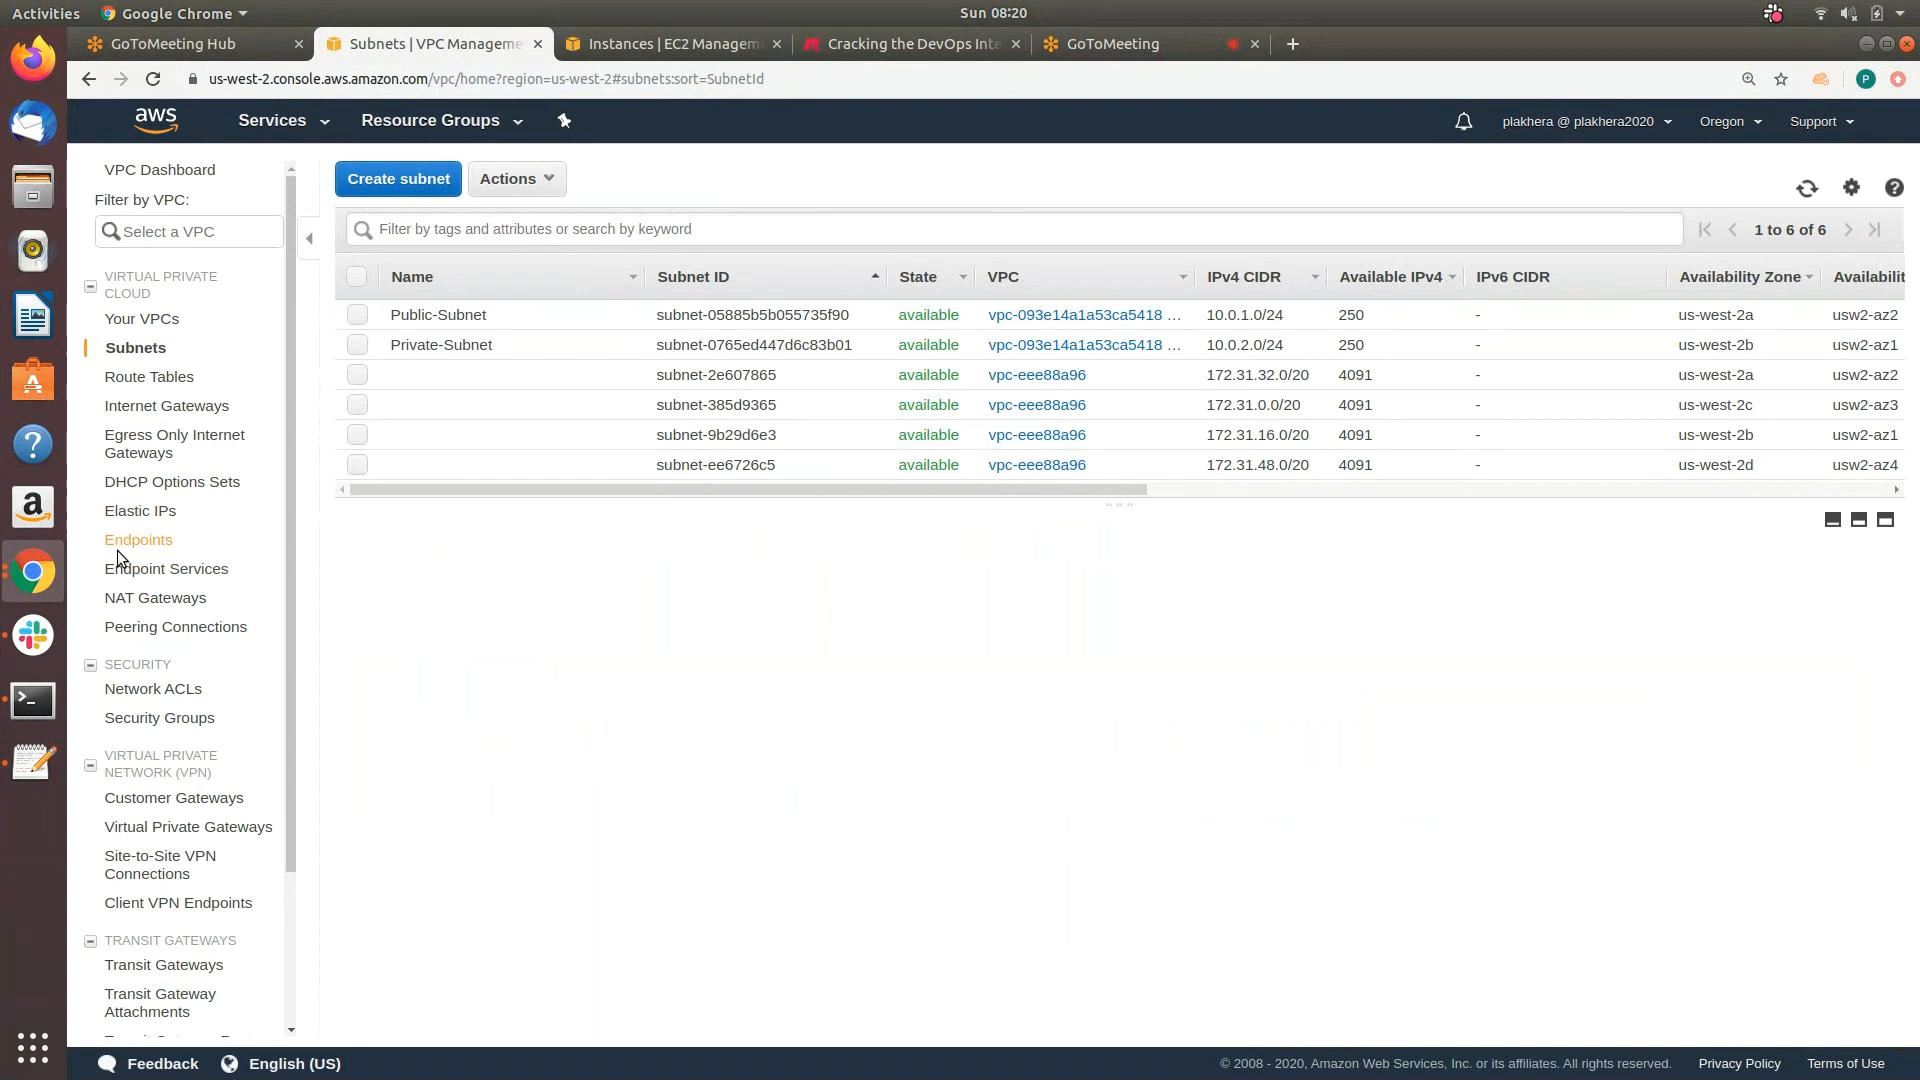 Activities
Google Chrome
Sun 08:20
GoToMeeting Hub
Subnets | VPC Manageme
Instances | EC2 Managem
Cracking the DevOps Inte
GoToMeeting
us-west-2.console.aws.amazon.com/vpc/home?region=us-west-2#subnets:sort=SubnetId
P
aws
Services
Resource Groups
plakhera @ plakhera2020
Oregon
Support
VPC Dashboard
Filter by VPC:
Select a VPC
VIRTUAL PRIVATE
CLOUD
Your VPCs
Subnets
Route Tables
Internet Gateways
Egress Only Internet
Gateways
DHCP Options Sets
Elastic IPs
Endpoints
Endpoint Services
NAT Gateways
Peering Connections
SECURITY
Network ACLs
Security Groups
VIRTUAL PRIVATE
NETWORK (VPN)
Customer Gateways
Virtual Private Gateways
Site-to-Site VPN
Connections
Client VPN Endpoints
TRANSIT GATEWAYS
Transit Gateways
Transit Gateway
Attachments
Create subnet
Actions
Filter by tags and attributes or search by keyword
1 to 6 of 6
Name Subnet ID State VPC IPv4 CIDR Available IPv4 IPv6 CIDR Availability Zone Availabilit
Public-Subnet subnet-05885b5b055735f90 available vpc-093e14a1a53ca5418 ... 10.0.1.0/24 250 - us-west-2a usw2-az2
Private-Subnet subnet-0765ed447d6c83b01 available vpc-093e14a1a53ca5418 ... 10.0.2.0/24 250 - us-west-2b usw2-az1
subnet-2e607865 available vpc-eee88a96 172.31.32.0/20 4091 - us-west-2a usw2-az2
subnet-385d9365 available vpc-eee88a96 172.31.0.0/20 4091 - us-west-2c usw2-az3
subnet-9b29d6e3 available vpc-eee88a96 172.31.16.0/20 4091 - us-west-2b usw2-az1
subnet-ee6726c5 available vpc-eee88a96 172.31.48.0/20 4091 - us-west-2d usw2-az4
Feedback
English (US)
© 2008 - 2020, Amazon Web Services, Inc. or its affiliates. All rights reserved.
Privacy Policy
Terms of Use